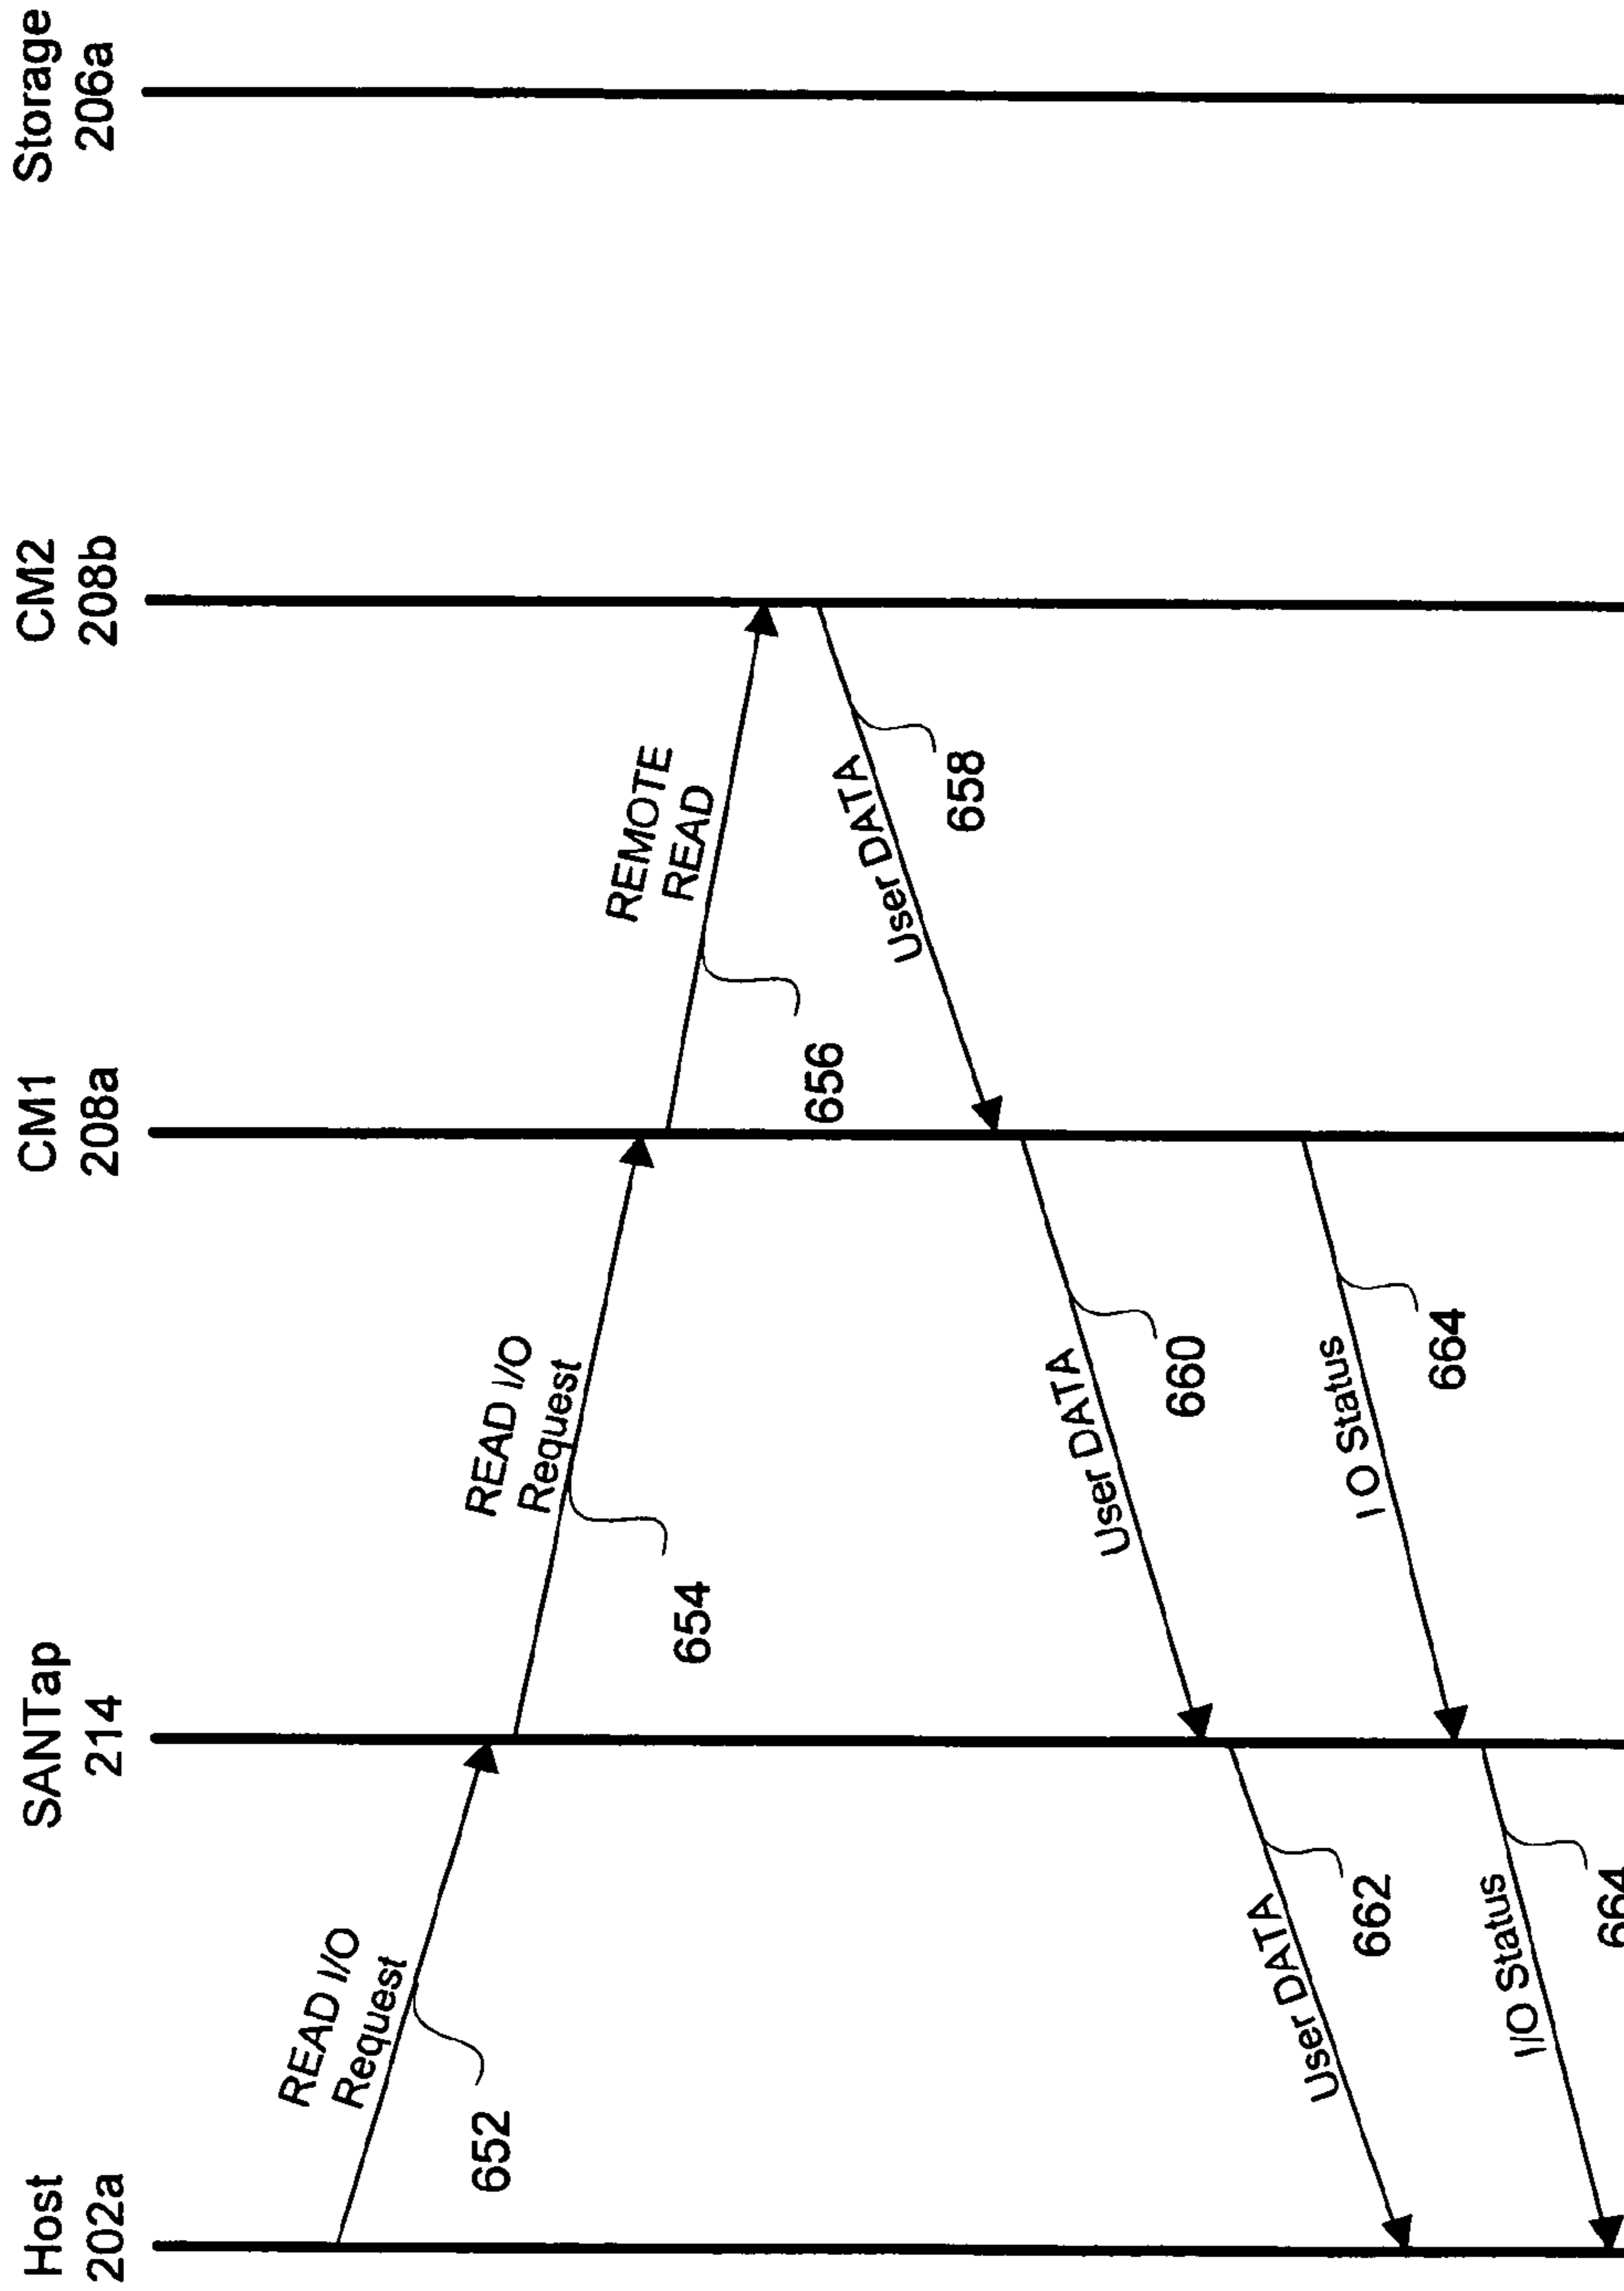 Host
202a
SANTap
214
CM1
208a
CM2
208b
Storage
206a
READ I/O
Request
652
READ I/O
Request
654
REMOTE
READ
656
User DATA
658
User DATA
660
User DATA
662
I O Status
664
I/O Status
664